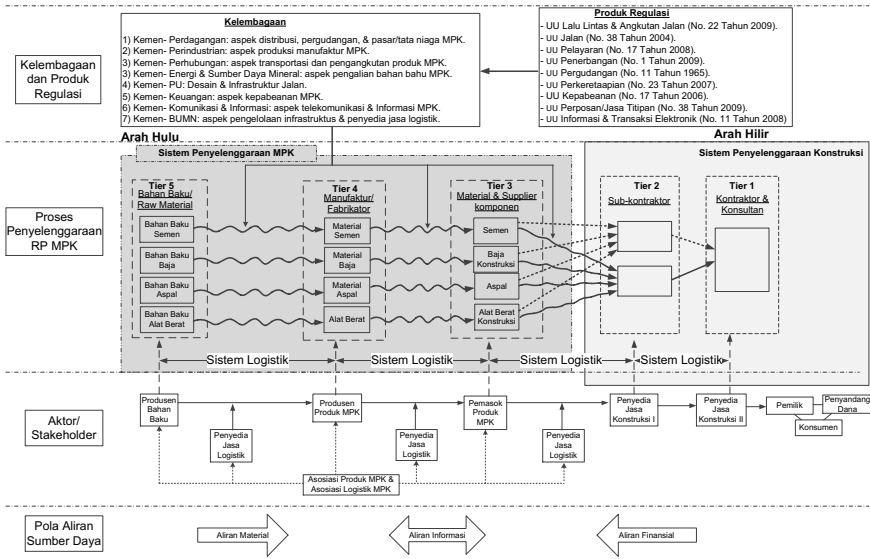 Kelembagaan
1) Kemen- Perdagangan: aspek distribusi, pergudangan, & pasar/tata niaga MPK.
2) Kemen- Perindustrian: aspek produksi manufaktur MPK.
3) Kemen- Perhubungan: aspek transportasi dan pengangkutan produk MPK.
3) Kemen- Energi & Sumber Daya Mineral: aspek pengalian bahan bahu MPK.
4) Kemen- PU: Desain & Infrastruktur Jalan.
5) Kemen- Keuangan: aspek kepabeanan MPK.
6) Kemen- Komunikasi & Informasi: aspek telekomunikasi & Informasi MPK.
7) Kemen- BUMN: aspek pengelolaan infrastruktus & penyedia jasa logistik.
Produk Regulasi
- UU Lalu Lintas & Angkutan Jalan (No. 22 Tahun 2009).
- UU Jalan (No. 38 Tahun 2004).
- UU Pelayaran (No. 17 Tahun 2008).
- UU Penerbangan (No. 1 Tahun 2009).
- UU Pergudangan (No. 11 Tahun 1965).
- UU Perkeretaapian (No. 23 Tahun 2007).
- UU Kepabeanan (No. 17 Tahun 2006).
- UU Perposan/Jasa Titipan (No. 38 Tahun 2009).
- UU Informasi & Transaksi Elektronik (No. 11 Tahun 2008)
Kelembagaan
dan Produk
Regulasi
Arah Hulu
Arah Hilir
Sistem Penyelenggaraan MPK
Sistem Penyelenggaraan Konstruksi
Proses
Penyelenggaraan
RP MPK
Tier 5
Bahan Baku/
Raw Material
Bahan Baku
Semen
Bahan Baku
Baja
Bahan Baku
Aspal
Bahan Baku
Alat Berat
Tier 4
Manufaktur/
Fabrikator
Material
Semen
Material
Baja
Material
Aspal
Alat Berat
Tier 3
Material & Supplier
komponen
Semen
Baja
Konstruksi
Aspal
Alat Berat
Konstruksi
Tier 2
Sub-kontraktor
Tier 1
Kontraktor &
Konsultan
Sistem Logistik
Sistem Logistik
Sistem Logistik
Sistem Logistik
Aktor/
Stakeholder
Produsen
Bahan
Baku
Penyedia
Jasa
Logistik
Produsen
Produk MPK
Penyedia
Jasa
Logistik
Pemasok
Produk
MPK
Penyedia
Jasa
Logistik
Penyedia
Jasa
Konstruksi I
Penyedia
Jasa
Konstruksi II
Pemilik
Penyandang
Dana
Konsumen
Asosiasi Produk MPK &
Asosiasi Logistik MPK
Pola Aliran
Sumber Daya
Aliran Material
Aliran Informasi
Aliran Finansial